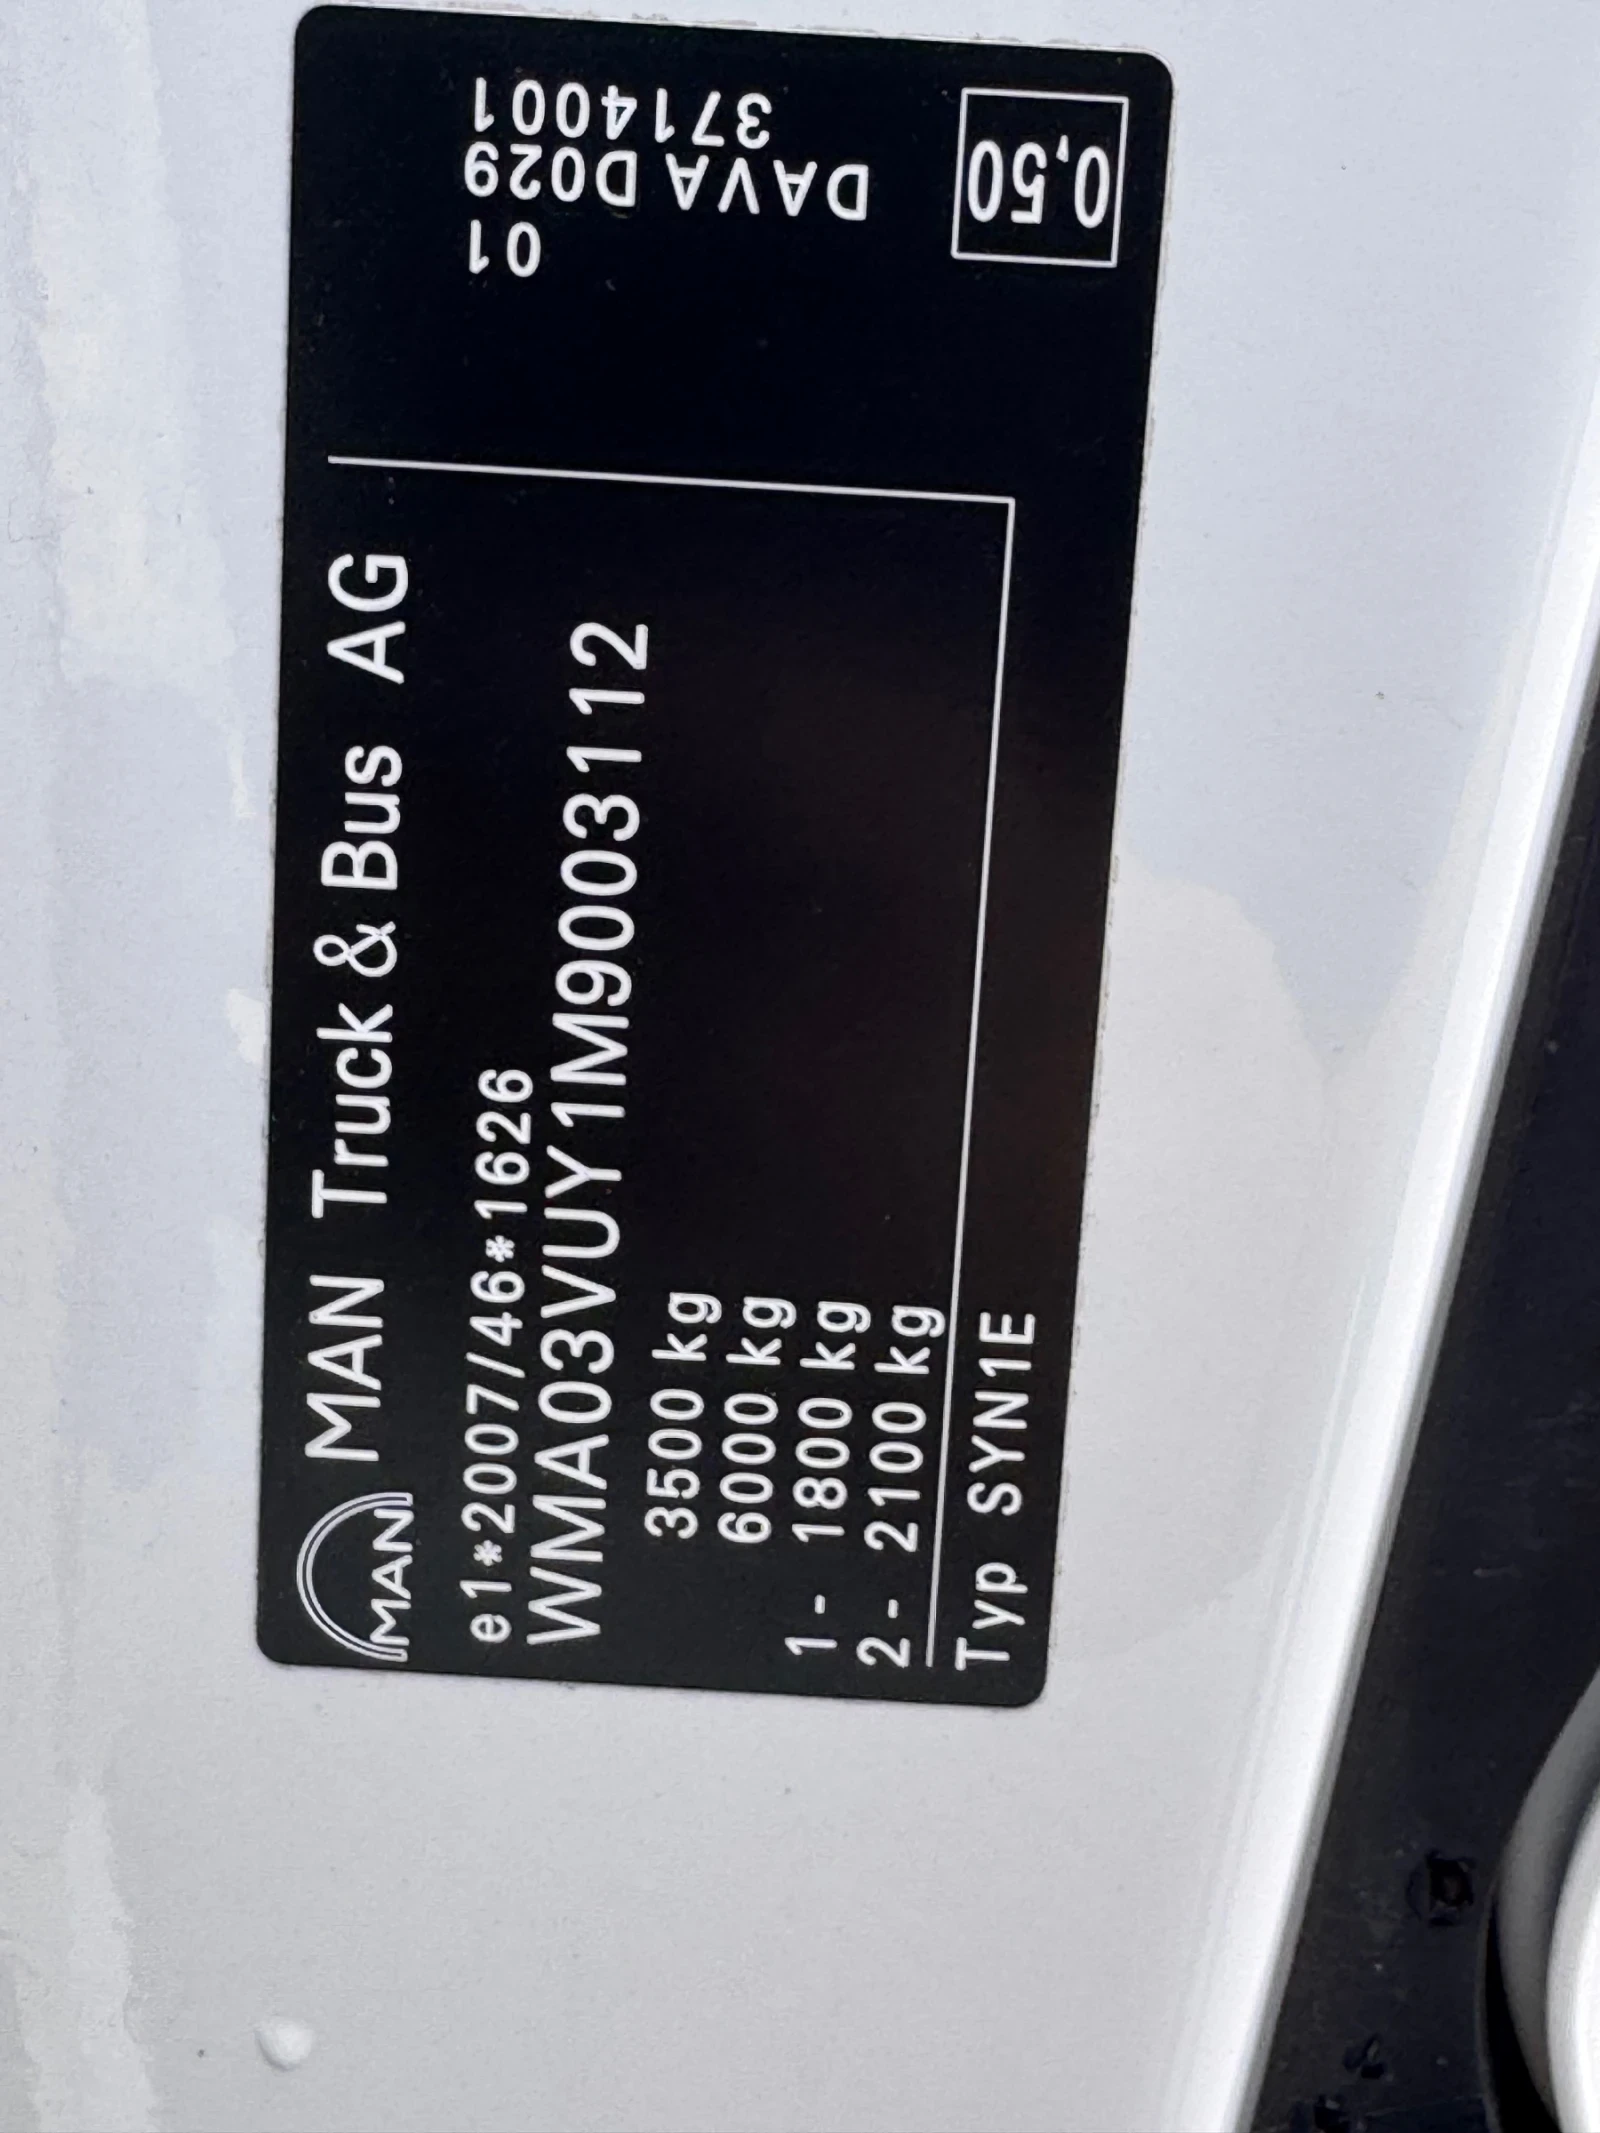 MAN
MAN Truck & Bus AG
e1*2007/46*1626
WMA03VUY1M9003112
3500 kg
6000 kg
1- 1800 kg
2- 2100 kg
Typ SYN1E
3714001
DAVA D029
01
0,50